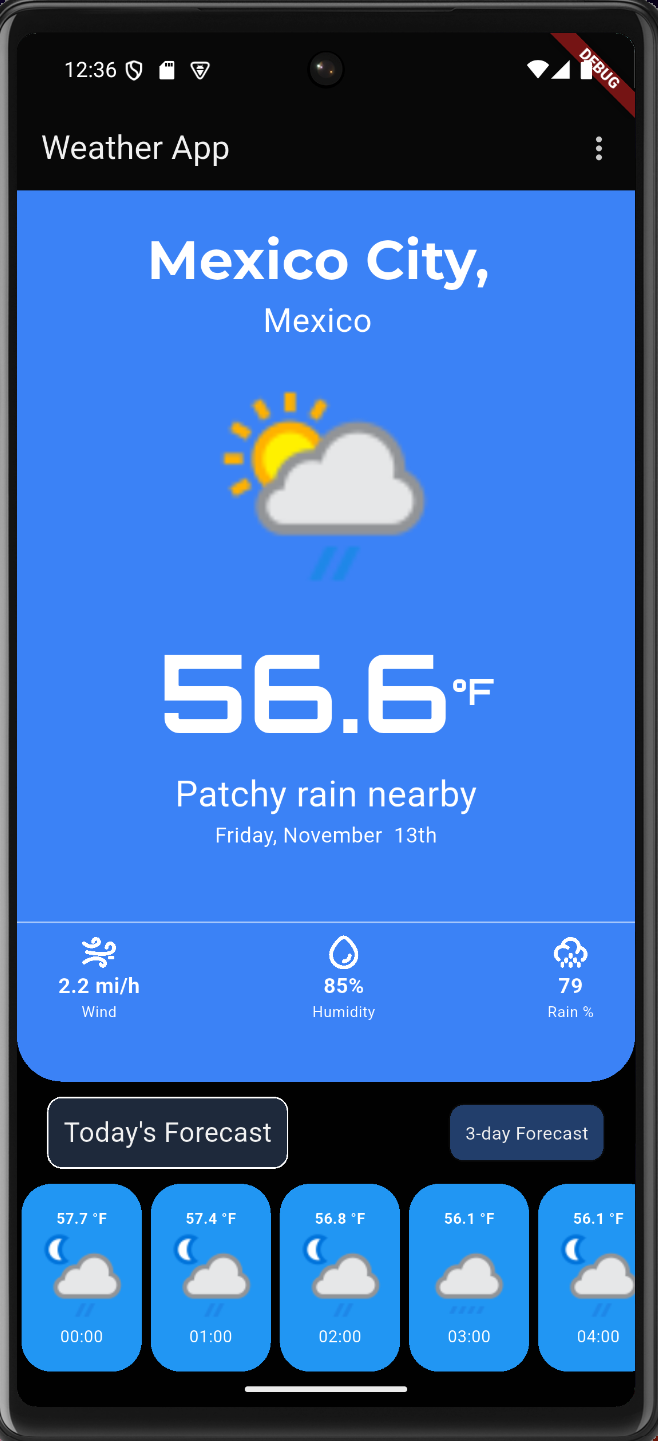 12:36
DEBUG
Weather App
Mexico City,
Mexico
56.6°F
Patchy rain nearby
Friday, November  13th
2.2 mi/h 85% 79
Wind Humidity Rain %
Today's Forecast 3-day Forecast
57.7 °F 57.4 °F 56.8 °F 56.1 °F 56.1 °F
00:00 01:00 02:00 03:00 04:00